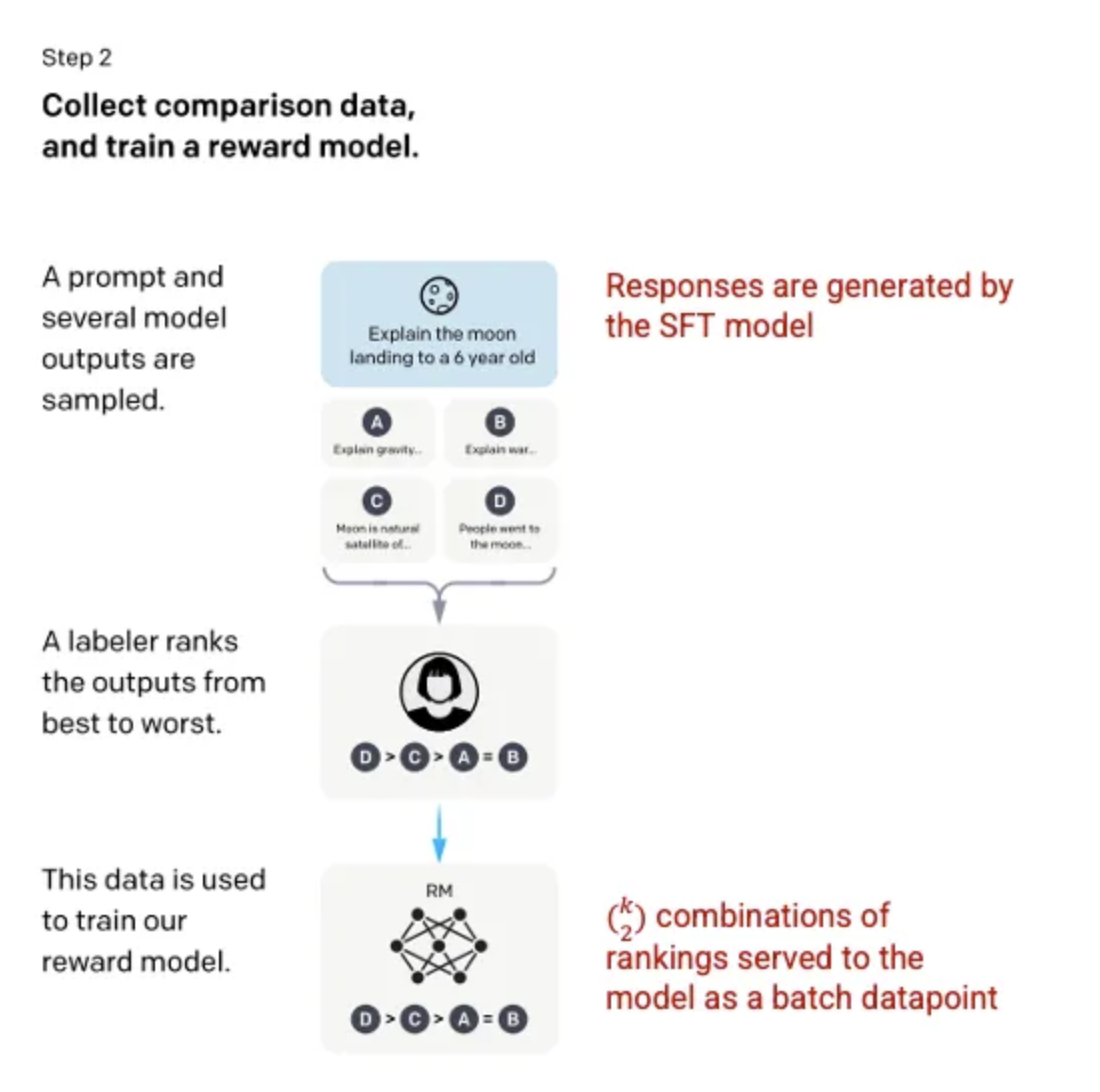 Step 2
Collect comparison data,
and train a reward model.
A prompt and
several model
outputs are
sampled.
Explain the moon
landing to a 6 year old
Responses are generated by
the SFT model
A
Explain gravity...
B
Explain war...
C
Moon is natural
satellite of...
D
People went to
the moon...
A labeler ranks
the outputs from
best to worst.
D > C > A = B
This data is used
to train our
reward model.
RM
D > C > A = B
(k 2) combinations of
rankings served to the
model as a batch datapoint